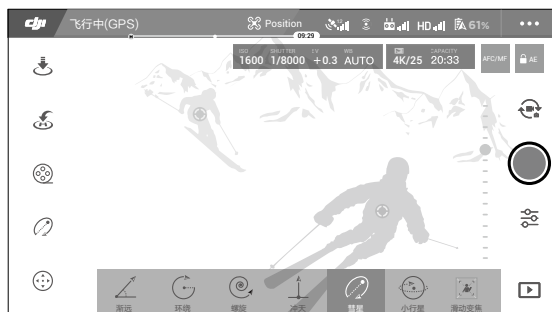 dji 飞行中(GPS) Position 12 HD 61%
09:29
ISO SHUTTER EV WB CAPACITY
1600 1/8000 +0.3 AUTO 4K/25 20:33 AFC/MF AE
渐远 环绕 螺旋 冲天 彗星 小行星 滑动变焦